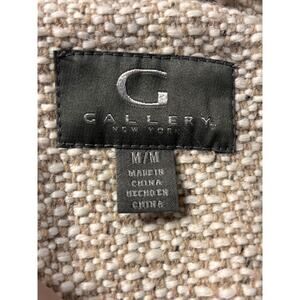 G
GALLERY
NEW YORK
M/M
MADE IN
CHINA
HECHO EN
CHINA